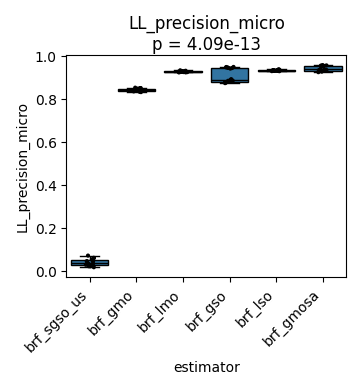 LL_precision_micro
p = 4.09e-13
1.0
0.8
0.6
0.4
0.2
0.0
LL_precision_micro
brf_sgso_us
brf_gmo
brf_lmo
brf_gso
brf_lso
brf_gmosa
estimator